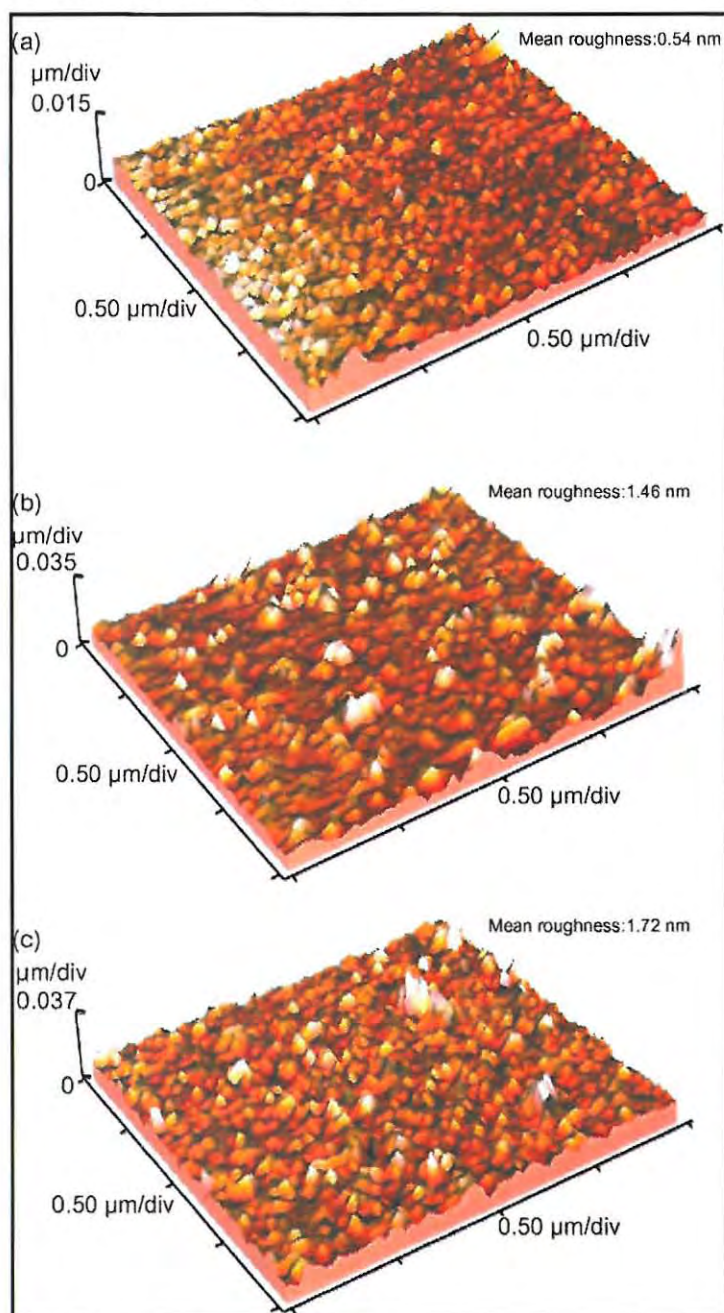 (a)
Mean roughness:0.54 nm
µm/div
0.015
0
0.50 µm/div
0.50 µm/div
(b)
Mean roughness:1.46 nm
µm/div
0.035
0
0.50 µm/div
0.50 µm/div
(c)
Mean roughness:1.72 nm
µm/div
0.037
0
0.50 µm/div
0.50 µm/div